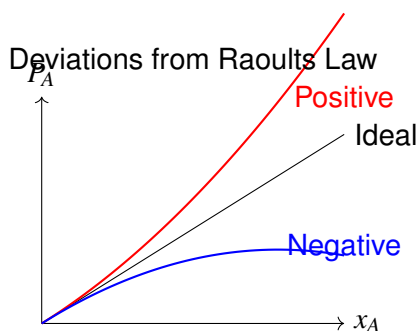 Deviations from Raoults Law
P_A
Positive
Ideal
Negative
x_A